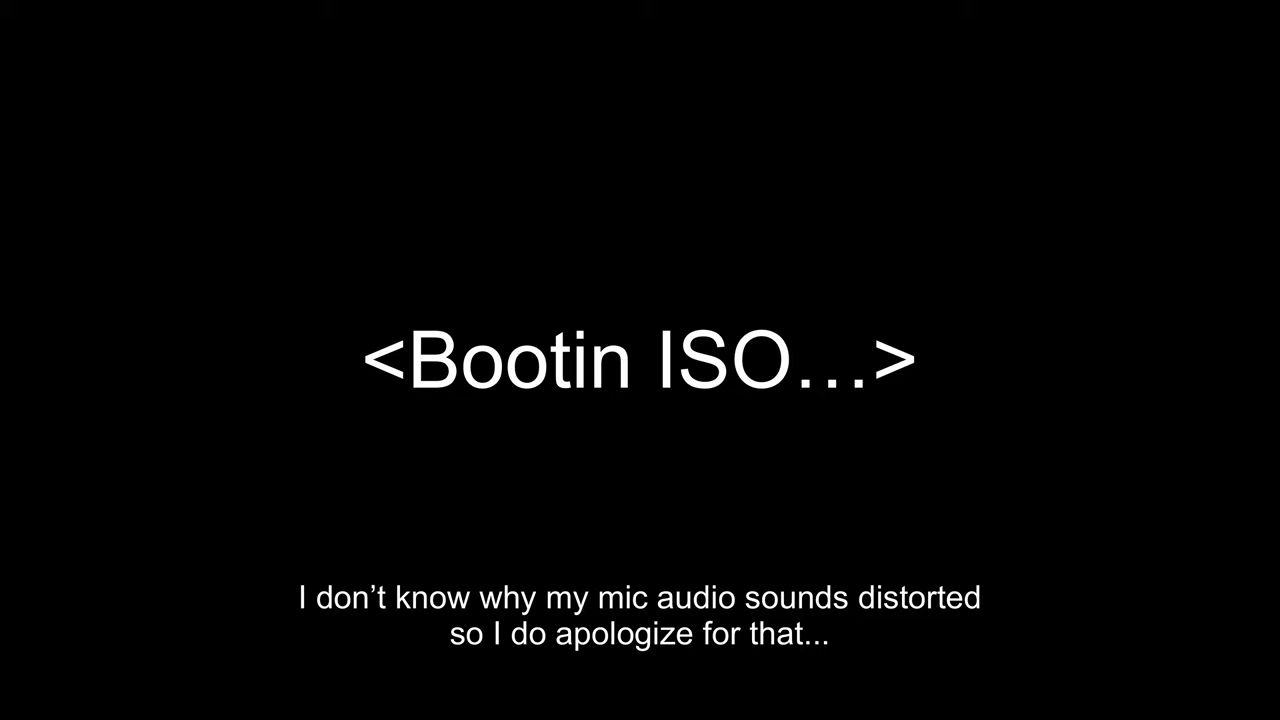 <Bootin ISO...>
I don’t know why my mic audio sounds distorted
so I do apologize for that...